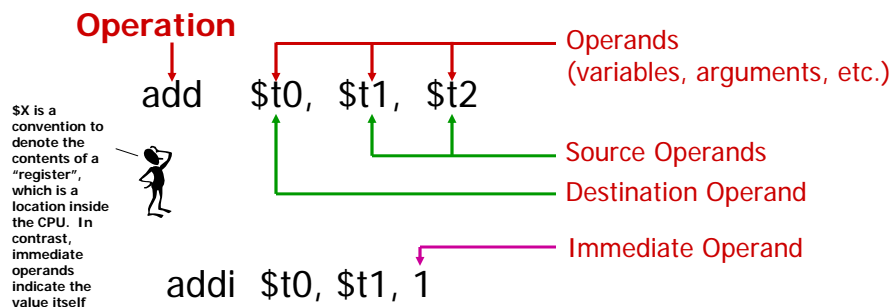 Operation
Operands
(variables, arguments, etc.)
add $t0, $t1, $t2
$X is a
convention to
denote the
contents of a
“register”,
which is a
location inside
the CPU. In
contrast,
immediate
operands
indicate the
value itself
Source Operands
Destination Operand
Immediate Operand
addi $t0, $t1, 1